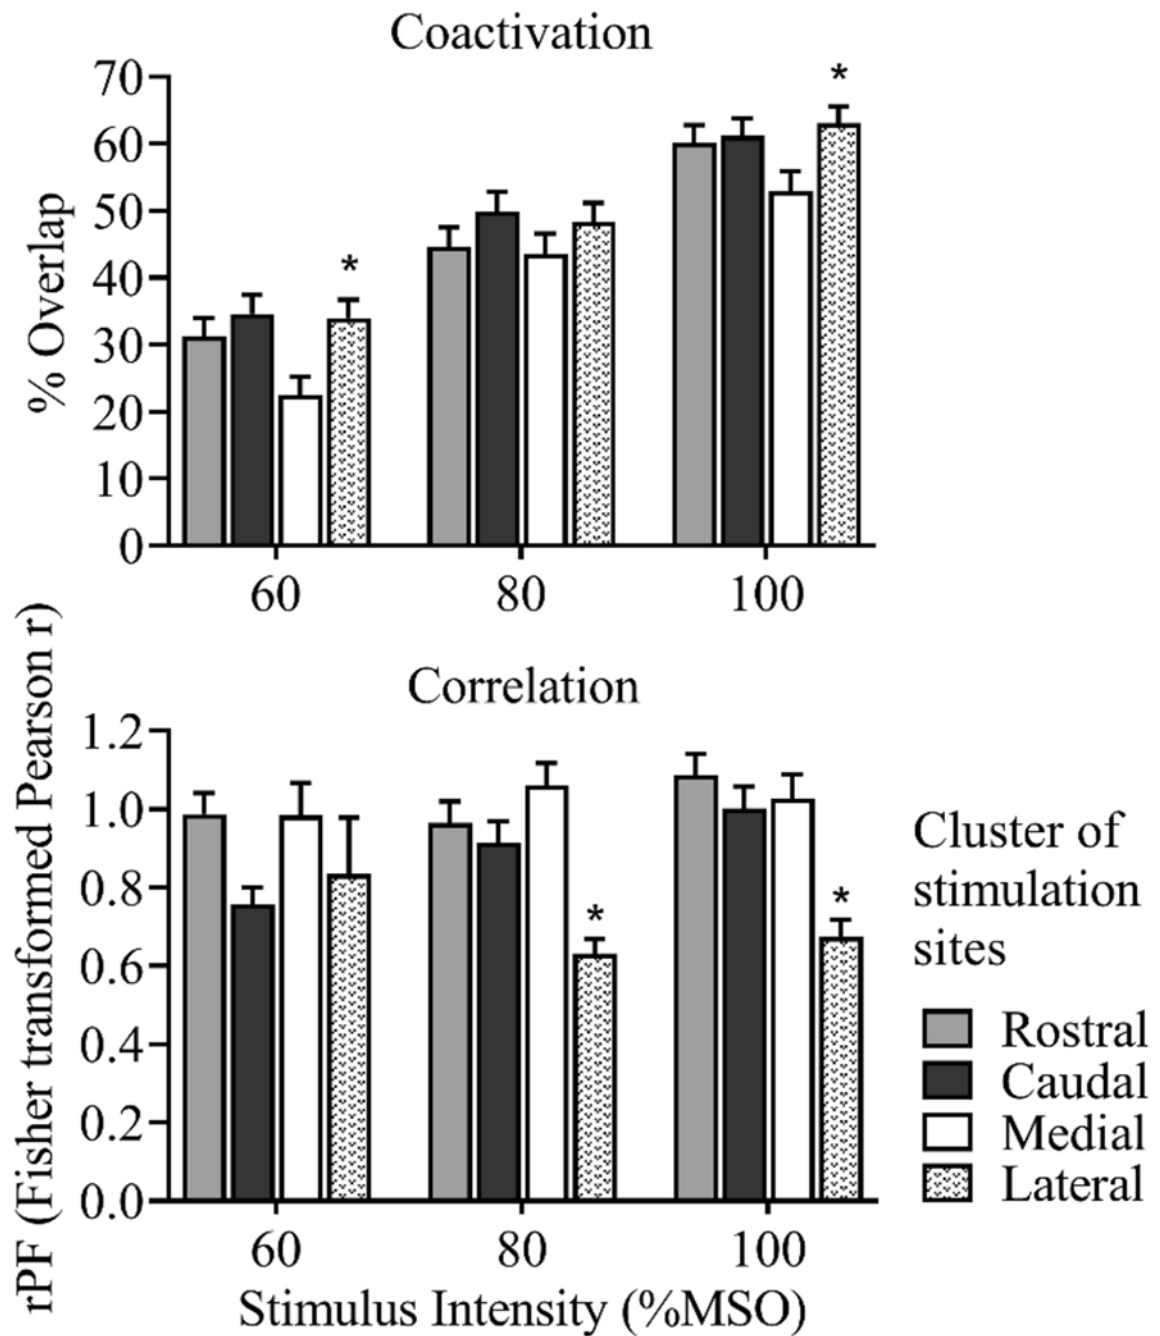 Coactivation
% Overlap
70
60
50
40
30
20
10
0
*
*
60
80
100
Correlation
rPF (Fisher transformed Pearson r)
1.2
1.0
0.8
0.6
0.4
0.2
0.0
*
*
60
80
100
Stimulus Intensity (%MSO)
Cluster of
stimulation
sites
Rostral
Caudal
Medial
Lateral